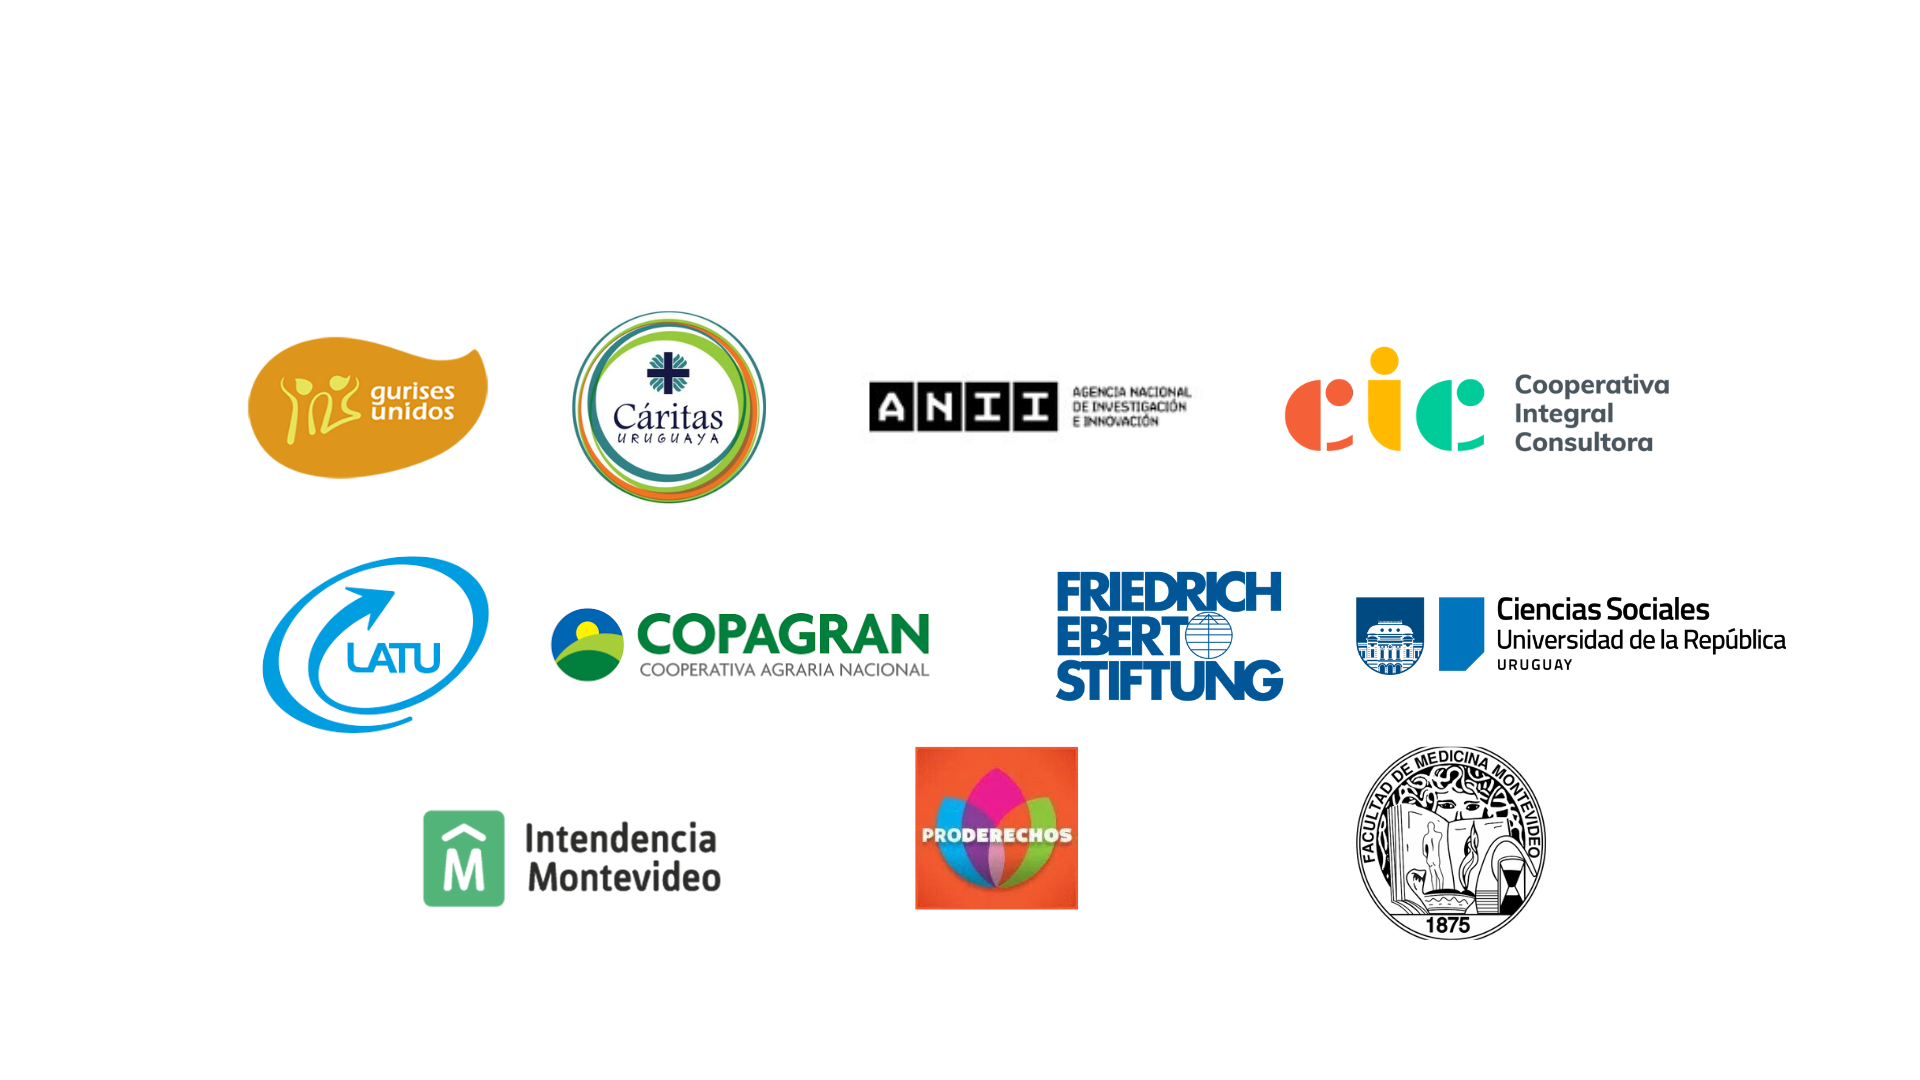 gurises
unidos
Cáritas
URUGUAYA
ANII
AGENCIA NACIONAL
DE INVESTIGACIÓN
E INNOVACIÓN
cic
Cooperativa
Integral
Consultora
LATU
COPAGRAN
COOPERATIVA AGRARIA NACIONAL
FRIEDRICH
EBERT
STIFTUNG
Ciencias Sociales
Universidad de la República
URUGUAY
M
Intendencia
Montevideo
PRODERECHOS
FACULTAD DE MEDICINA MONTEVIDEO
1875